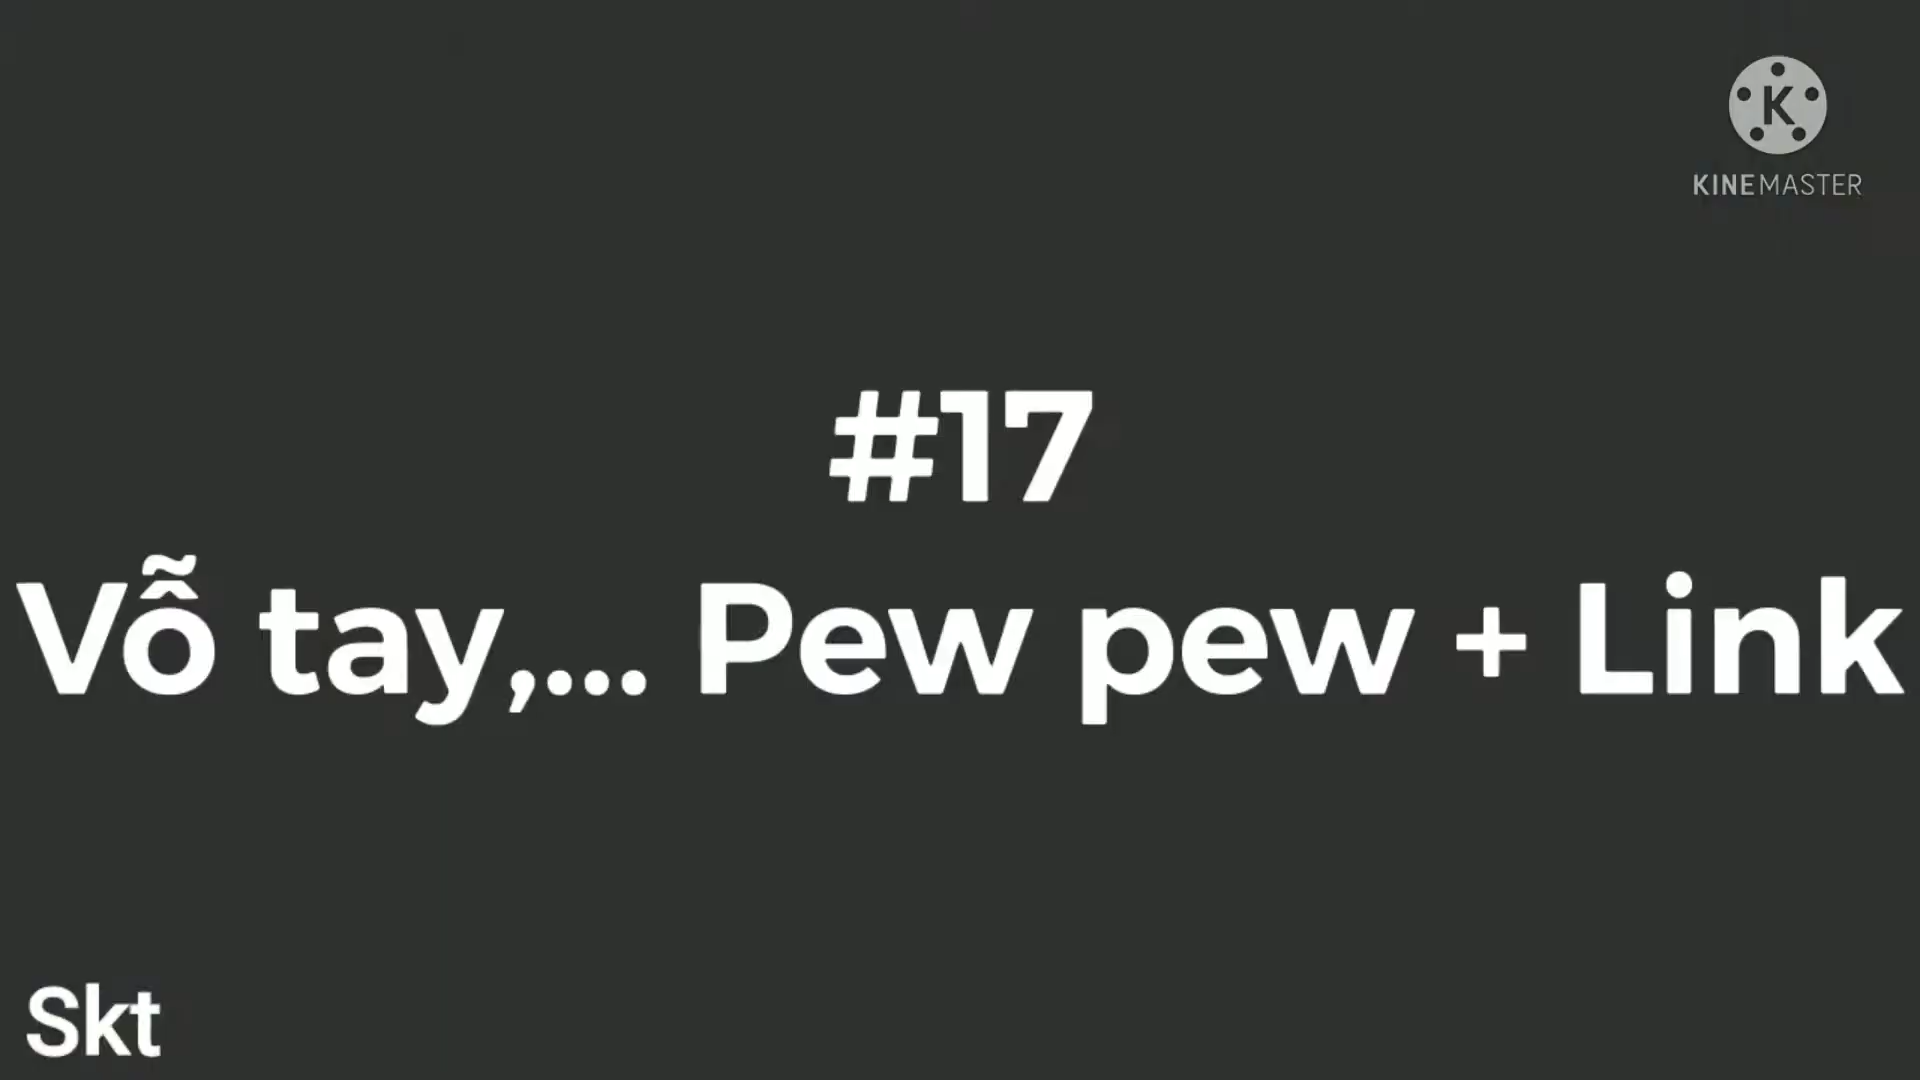 KINEMASTER
#17
Vỗ tay,... Pew pew + Link
Skt